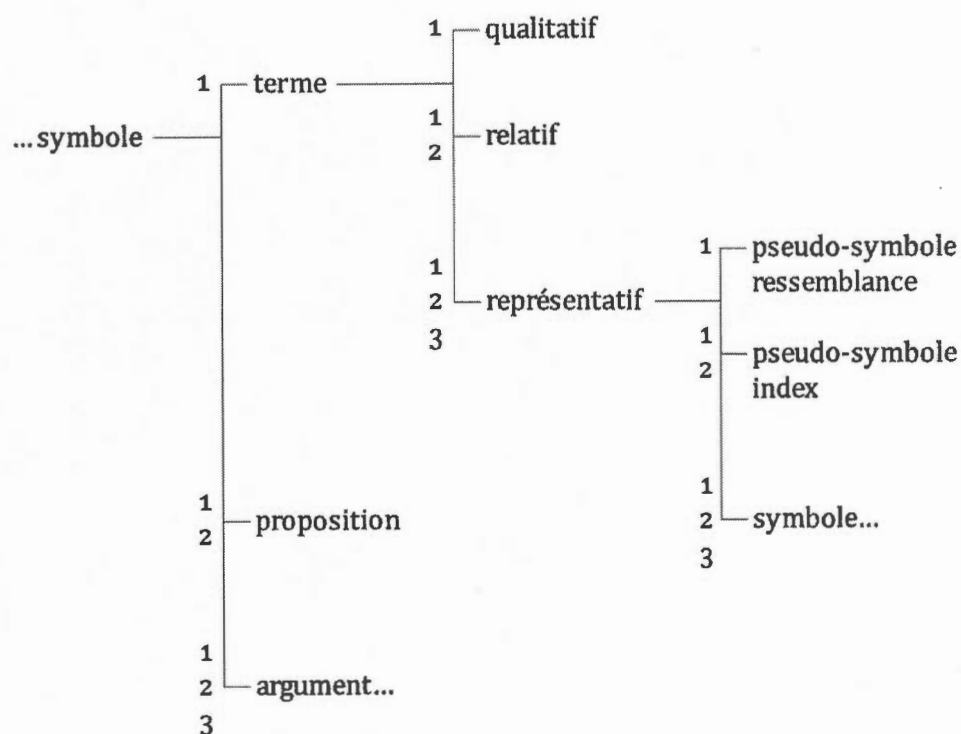 1 qualitatif
1 terme
1
...symbole
2 relatif
1
1 pseudo-symbole
ressemblance
2 représentatif
3
1
2 pseudo-symbole
index
1
1
2 proposition
2 symbole...
3
1
2 argument...
3